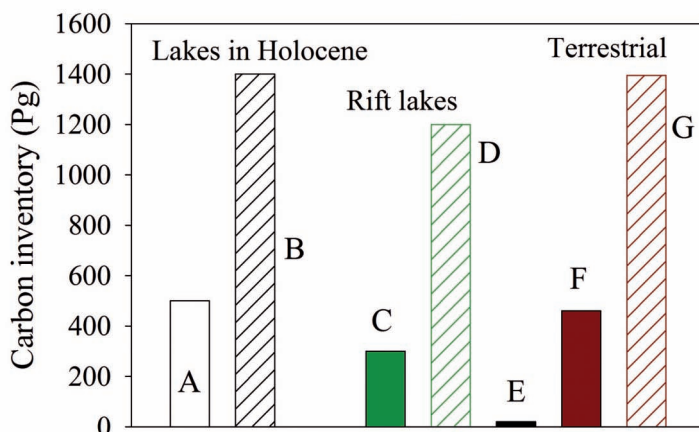 Carbon inventory (Pg)
1600
1400
1200
1000
800
600
400
200
0
Lakes in Holocene
Rift lakes
Terrestrial
A
B
C
D
E
F
G